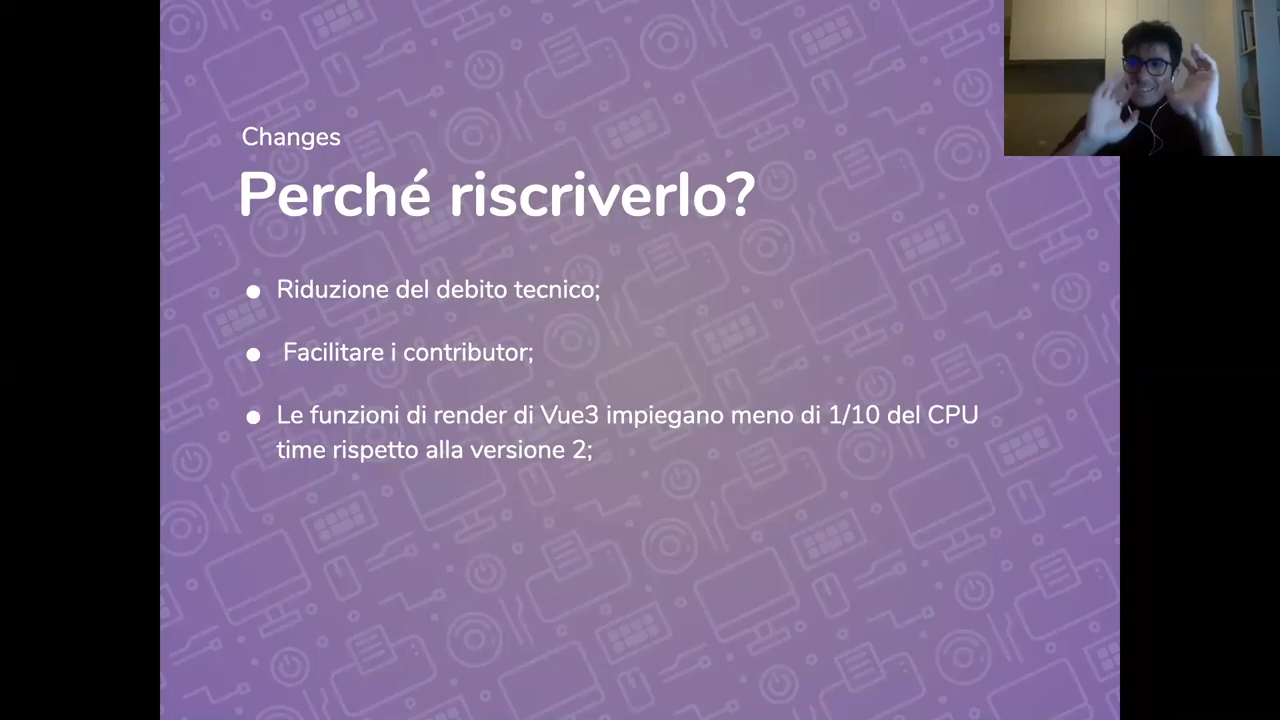 Changes
Perché riscriverlo?
Riduzione del debito tecnico;
Facilitare i contributor;
Le funzioni di render di Vue3 impiegano meno di 1/10 del CPU
time rispetto alla versione 2;